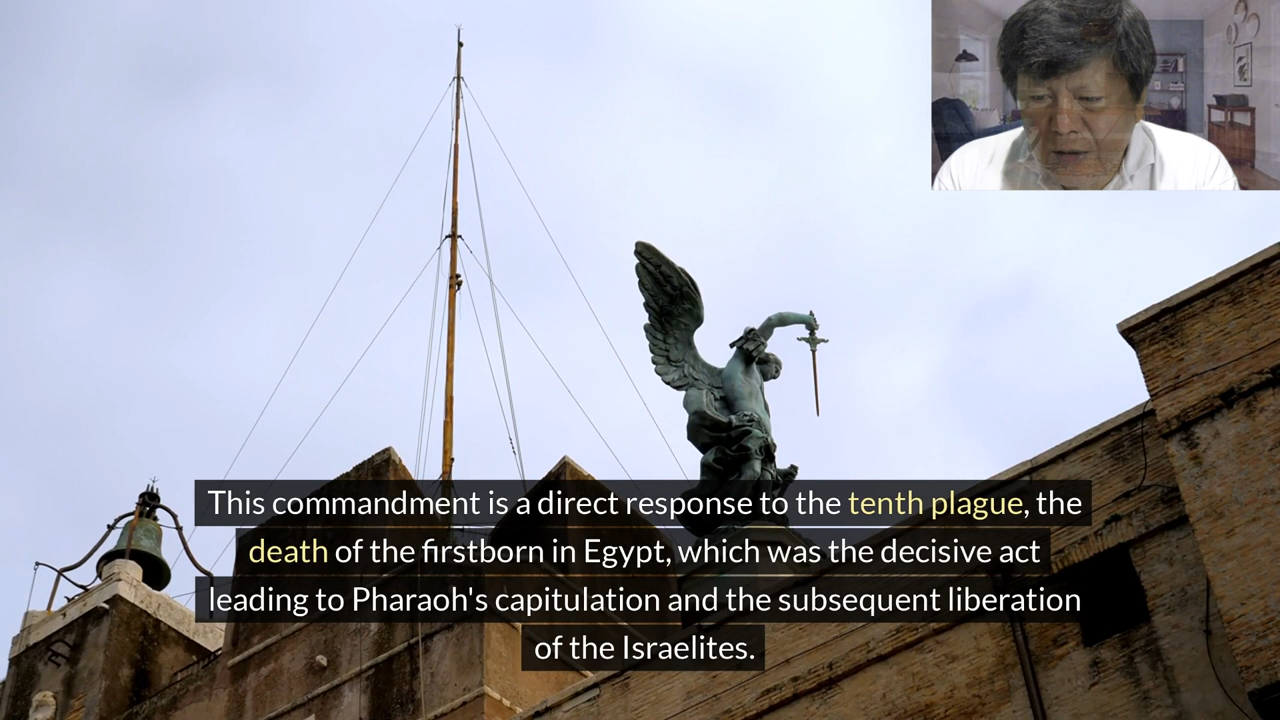 This commandment is a direct response to the tenth plague, the
death of the firstborn in Egypt, which was the decisive act
leading to Pharaoh's capitulation and the subsequent liberation
of the Israelites.